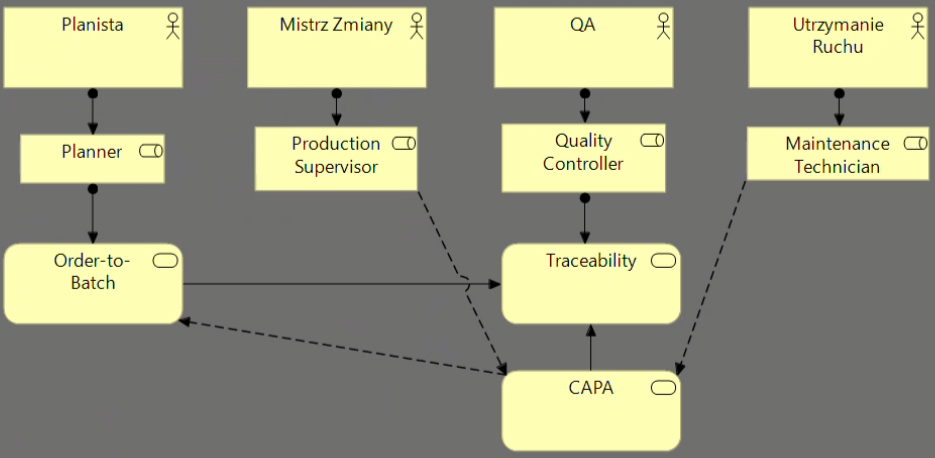 Planista
Mistrz Zmiany
QA
Utrzymanie
Ruchu
Planner
Production
Supervisor
Quality
Controller
Maintenance
Technician
Order-to-
Batch
Traceability
CAPA